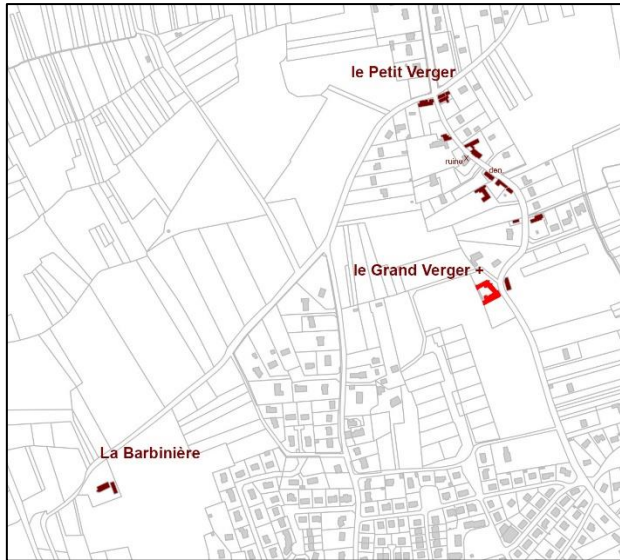 le Petit Verger
ruine x
den
le Grand Verger +
La Barbinière